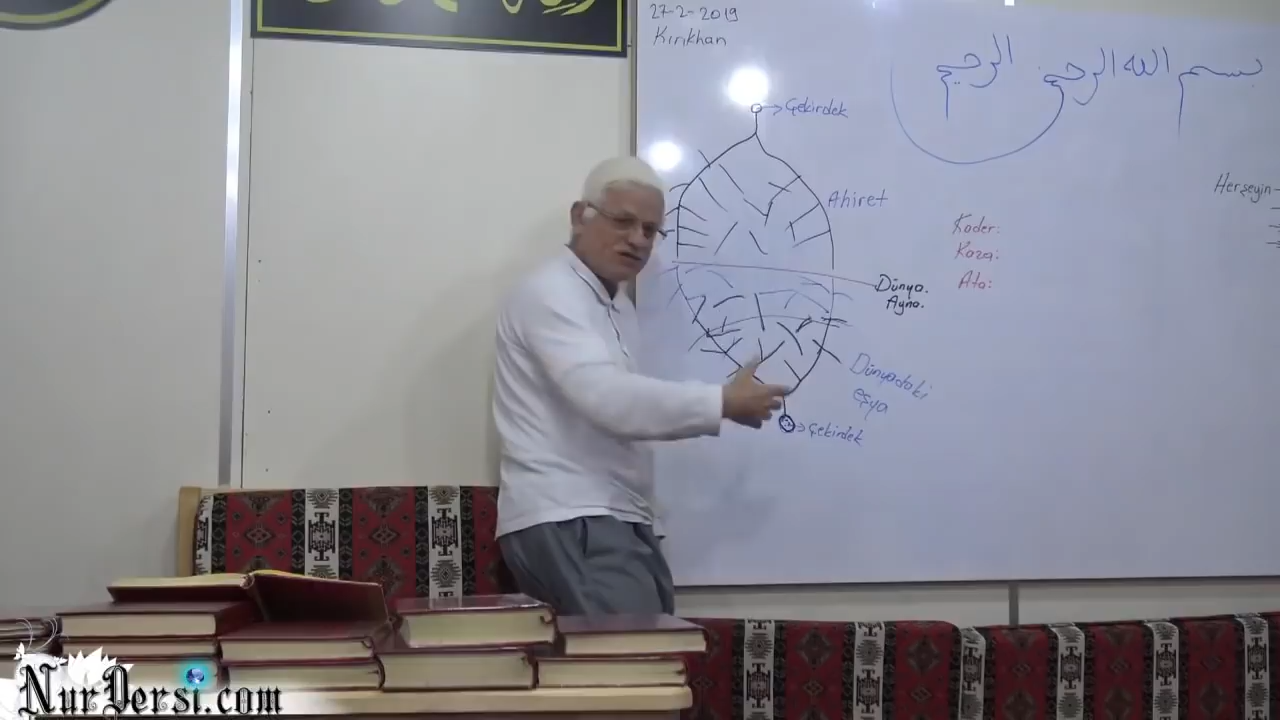 27-2-2019
Kırıkhan
بسم الله الرحمن الرحيم
Çekirdek
Ahiret
Herşeyin
Kader:
Kaza:
Ata:
Dünya.
Ayna.
Dünyadaki
eşya
Çekirdek
NurDersi.com